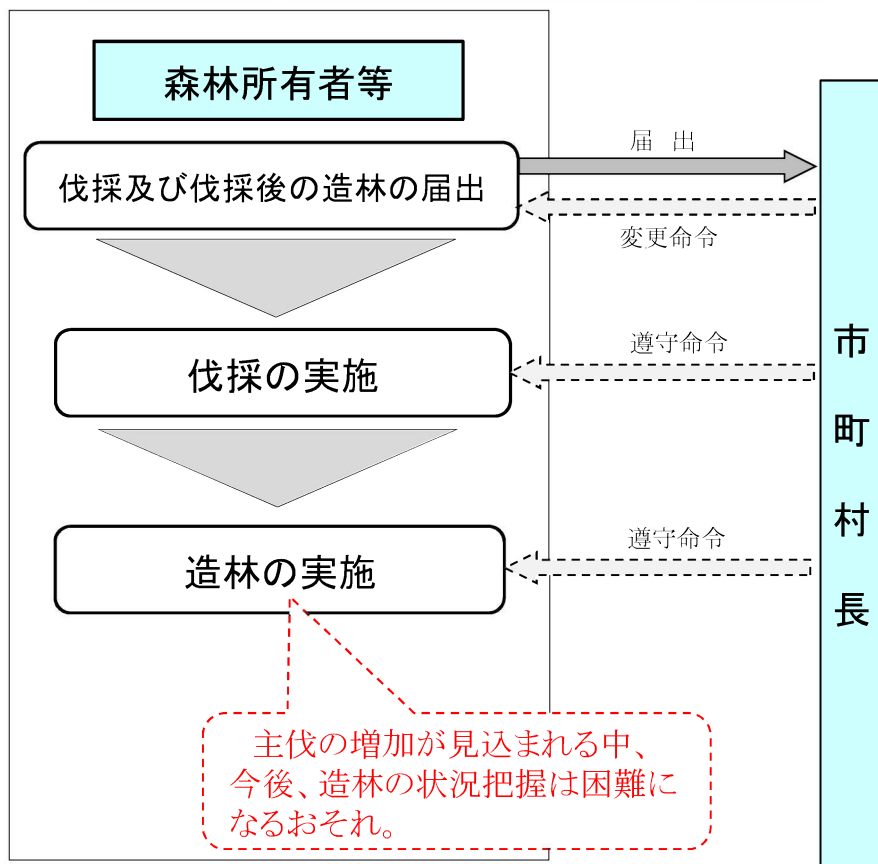 森林所有者等
伐採及び伐採後の造林の届出
届 出
変更命令
伐採の実施
遵守命令
造林の実施
遵守命令
主伐の増加が見込まれる中、
今後、造林の状況把握は困難に
なるおそれ。
市町村長